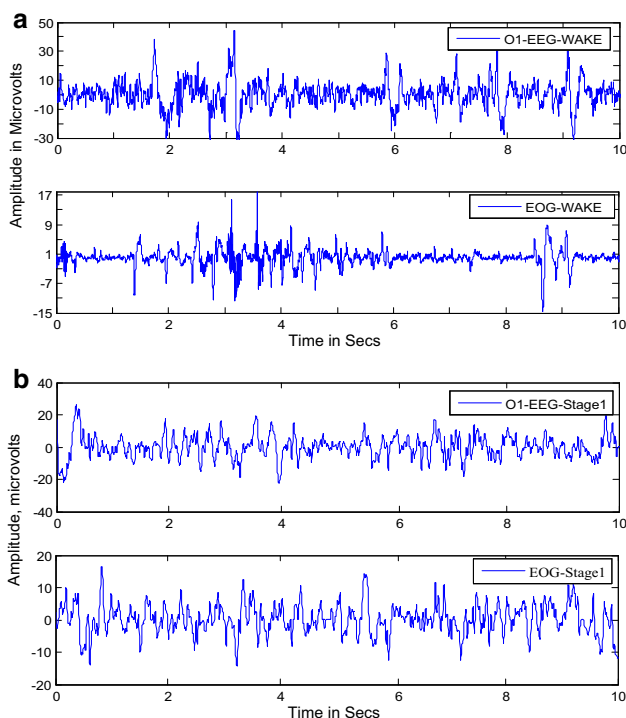 a
Amplitude in Microvolts
50
30
10
-10
-30
O1-EEG-WAKE
0 2 4 6 8 10
17
9
1
-7
-15
EOG-WAKE
0 2 4 6 8 10
Time in Secs
b
Amplitude, microvolts
40
20
0
-20
-40
O1-EEG-Stage1
0 2 4 6 8 10
20
10
0
-10
20
EOG-Stage1
0 2 4 6 8 10
Time in Secs